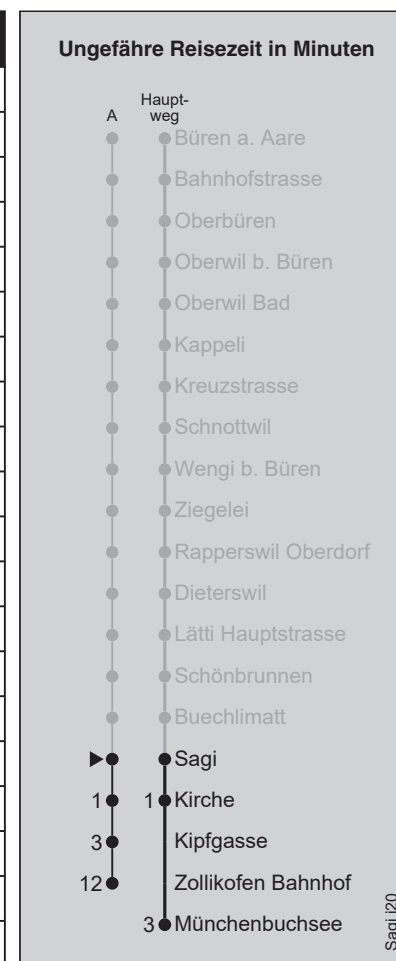 Ungefähre Reisezeit in Minuten
A
Haupt-
weg
Büren a. Aare
Bahnhofstrasse
Oberbüren
Oberwil b. Büren
Oberwil Bad
Kappeli
Kreuzstrasse
Schnottwil
Wengi b. Büren
Ziegelei
Rapperswil Oberdorf
Dieterswil
Lätti Hauptstrasse
Schönbrunnen
Buechlimatt
Sagi
1 1 Kirche
3 Kipfgasse
12 Zollikofen Bahnhof
3 Münchenbuchsee
Sagi j20